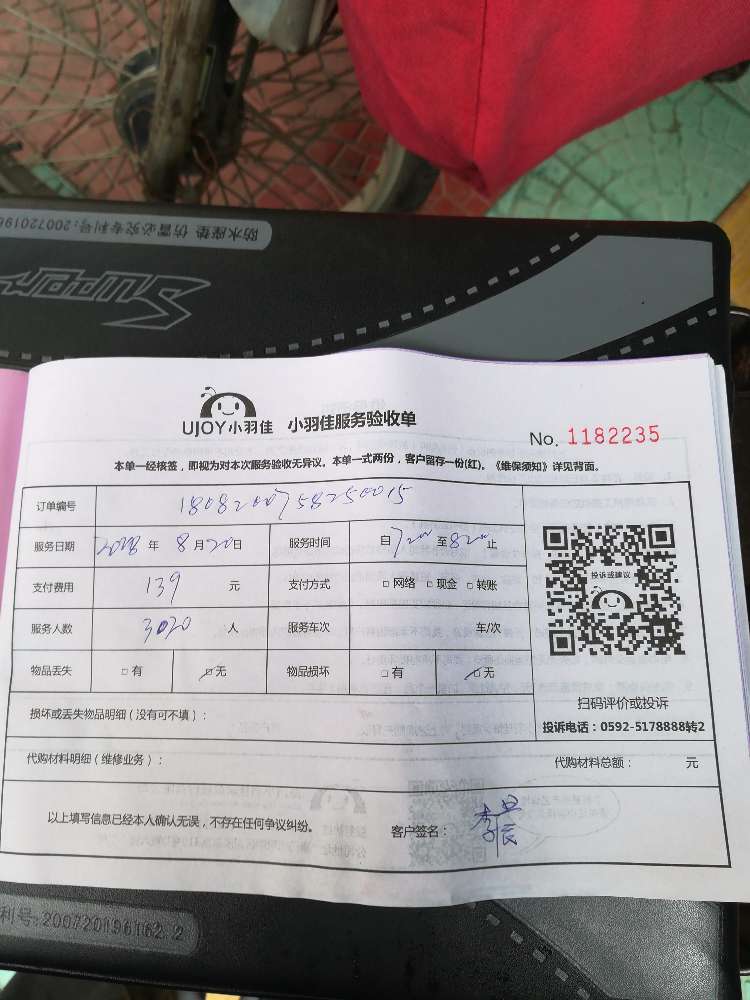 防水座垫 仿冒必究专利号:200720196
Support
UJOY小羽佳 小羽佳服务验收单
No. 1182235
本单一经核签，即视为对本次服务验收无异议。本单一式两份，客户留存一份(红)。《维保须知》详见背面。
订单编号 1808200758250015
服务日期 2018 年 8 月 20 日 服务时间 自 720 至 820 止
支付费用 139 元 支付方式 □ 网络 □ 现金 □ 转账
服务人数 3020 人 服务车次 车/次
物品丢失 □ 有 □ 无 物品损坏 □ 有 □ 无
投诉或建议
扫码评价或投诉
投诉电话：0592-5178888转2
损坏或丢失物品明细（没有可不填）：
代购材料明细（维修业务）： 代购材料总额： 元
以上填写信息已经本人确认无误，不存在任何争议纠纷。 客户签名：
利号:200720196162.2